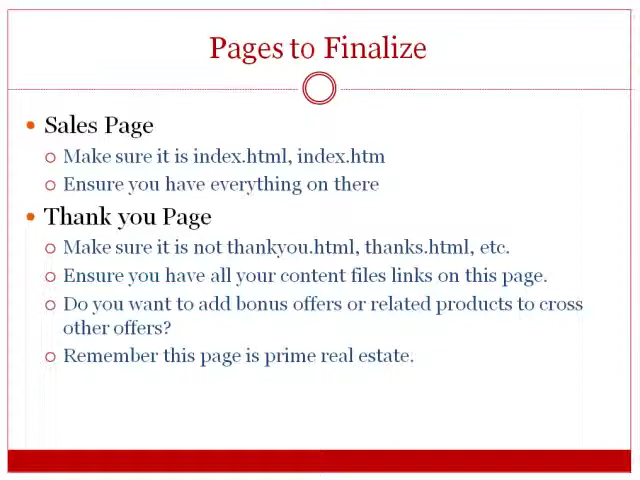 Pages to Finalize
Sales Page
Make sure it is index.html, index.htm
Ensure you have everything on there
Thank you Page
Make sure it is not thankyou.html, thanks.html, etc.
Ensure you have all your content files links on this page.
Do you want to add bonus offers or related products to cross
other offers?
Remember this page is prime real estate.